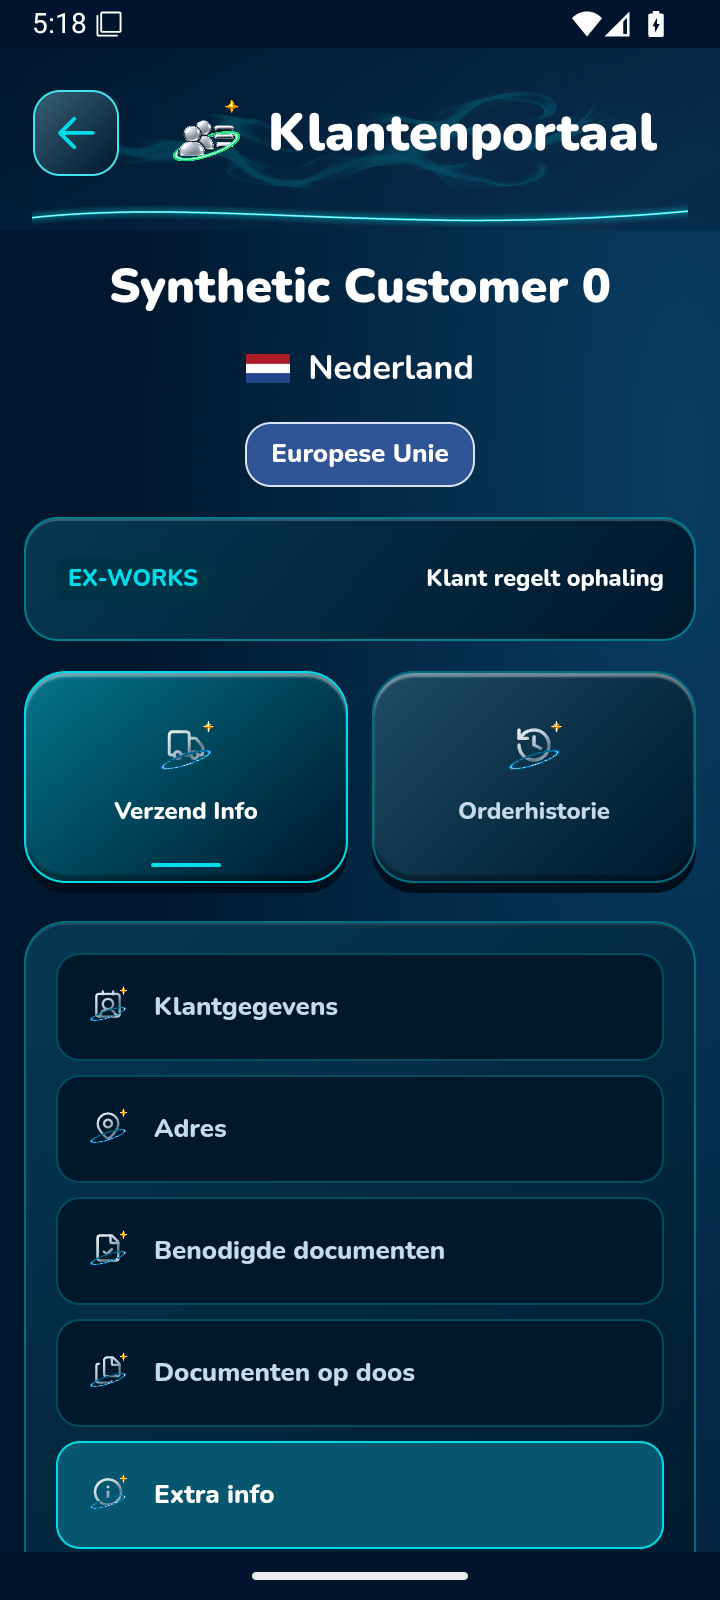 5:18
Klantenportaal
Synthetic Customer 0
Nederland
Europese Unie
EX-WORKS
Klant regelt ophaling
Verzend Info
Orderhistorie
Klantgegevens
Adres
Benodigde documenten
Documenten op doos
Extra info